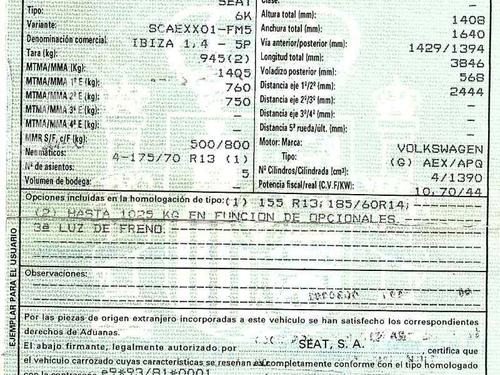 SEAT
Tipo: 6K
Variante: SCAEXX01-FM5
Denominación comercial IBIZA 1,4 - 5P
Tara (kg) 945(2)
MTMA/MMA (Kg) 1405
MTMA/MMA 1º E (kg) 760
MTMA/MMA 2º E (kg) 750
MTMA/MMA 3º E (kg) —
MTMA/MMA 4º E (kg) —
MMR S/F, c/F (kg) 500/800
Neumáticos: 4-175/70 R13 (1)
Nº de asientos: 5
Volumen de bodega: —
Clase: —
Altura total (mm): 1408
Anchura total (mm): 1640
Vía anterior/posterior (mm): 1429/1394
Longitud total (mm): 3846
Voladizo posterior (mm): 568
Distancia eje 1º/2º (mm): 2444
Distancia eje 2º/3º (mm): —
Distancia eje 3º/4º (mm): —
Distancia 5ª rueda/últ. (mm): —
Motor: Marca: VOLKSWAGEN
Tipo: (G) AEX/APQ
Nº Cilindros/Cilindrada (cm³): 4/1390
Potencia fiscal/real (C.V.F/KW): 10,70/44
Opciones incluidas en la homologación de tipo: (1) 155 R13;185/60R14;
(2) HASTA 1025 KG EN FUNCION DE OPCIONALES
3ª LUZ DE FRENO
Observaciones:
EJEMPLAR PARA EL USUARIO
Por las piezas de origen extranjero incorporadas a este vehículo se han satisfecho los correspondientes
derechos de Aduanas.
El abajo firmante, legalmente autorizado por SEAT, S.A. , certifica que
el vehículo carrozado cuyas características se reseñan es completamente conforme con el tipo homologado
e9*93/81*0001